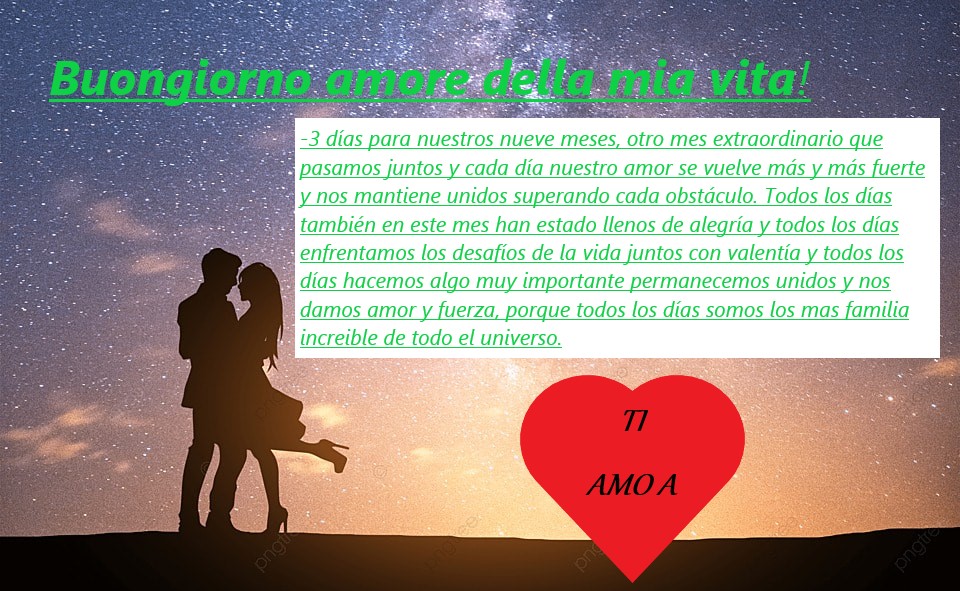 Buongiorno amore della mia vita!
-3 días para nuestros nueve meses, otro mes extraordinario que
pasamos juntos y cada día nuestro amor se vuelve más y más fuerte
y nos mantiene unidos superando cada obstáculo. Todos los días
también en este mes han estado llenos de alegría y todos los días
enfrentamos los desafíos de la vida juntos con valentía y todos los
días hacemos algo muy importante permanecemos unidos y nos
damos amor y fuerza, porque todos los días somos los mas familia
increible de todo el universo.
TI
AMO A
pngtree
pngtree
pngtree